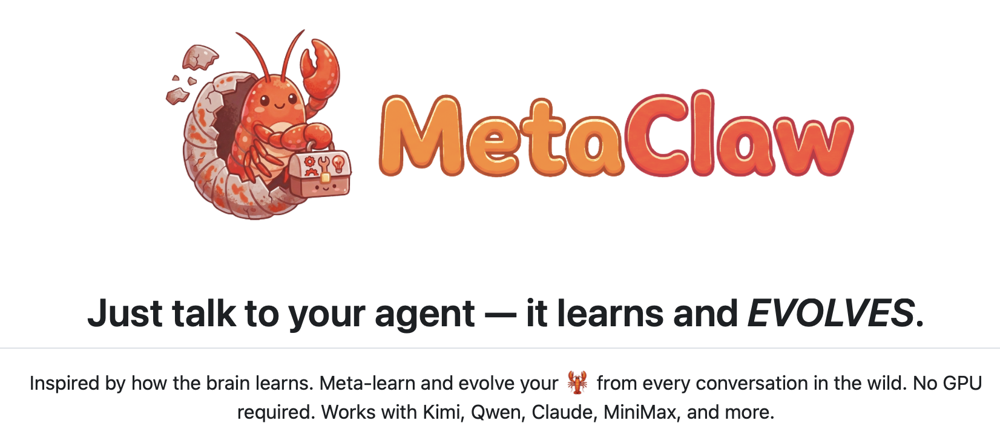 MetaClaw
Just talk to your agent — it learns and EVOLVES.
Inspired by how the brain learns. Meta-learn and evolve your 🦞 from every conversation in the wild. No GPU
required. Works with Kimi, Qwen, Claude, MiniMax, and more.